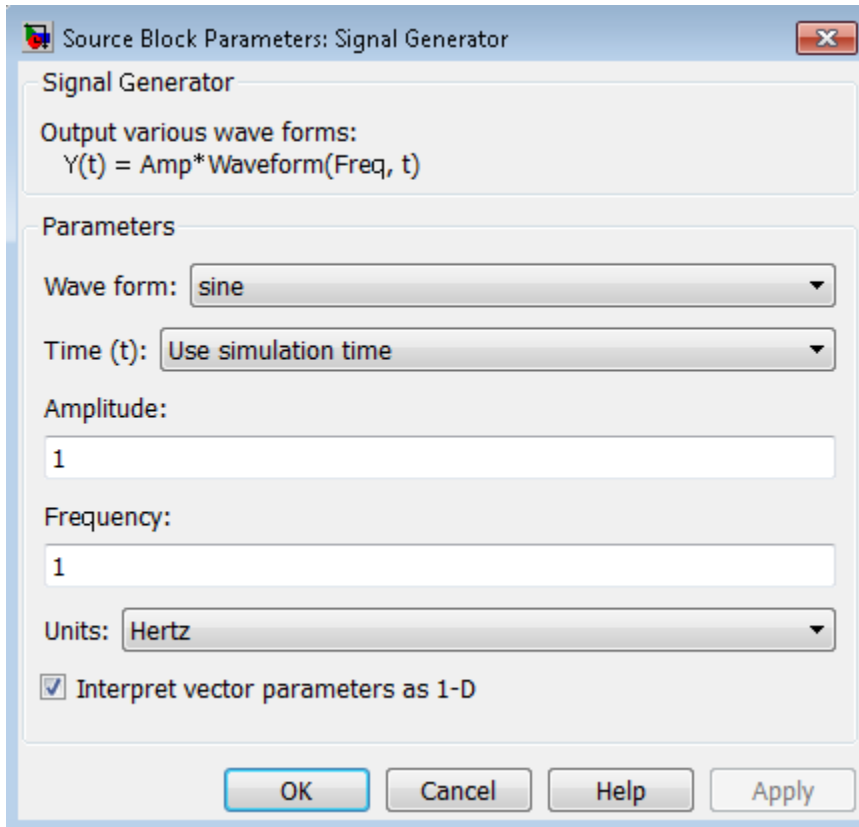 Source Block Parameters: Signal Generator
Signal Generator
Output various wave forms:
Y(t) = Amp*Waveform(Freq, t)
Parameters
Wave form: sine
Time (t): Use simulation time
Amplitude:
1
Frequency:
1
Units: Hertz
Interpret vector parameters as 1-D
OK Cancel Help Apply